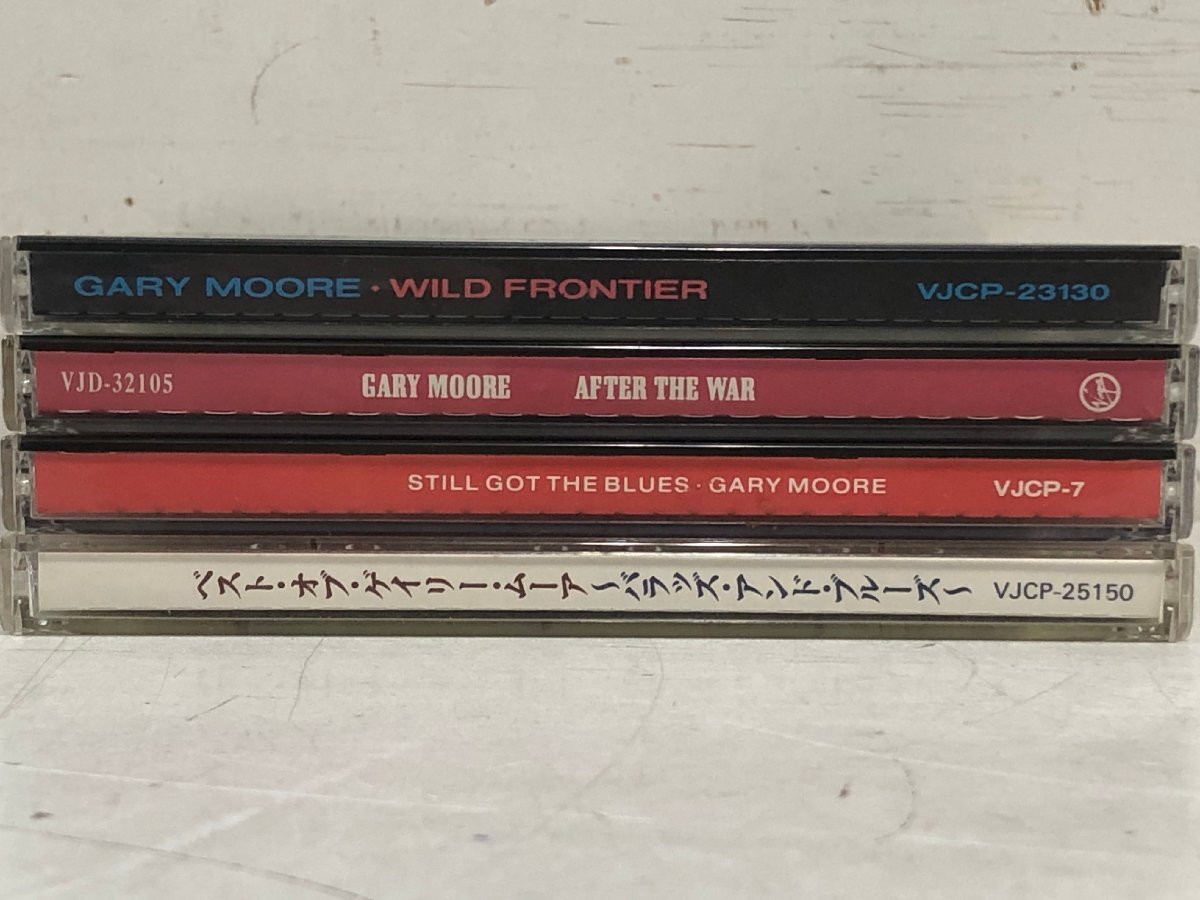 GARY MOORE · WILD FRONTIER VJCP-23130
VJD-32105 GARY MOORE AFTER THE WAR Virgin
STILL GOT THE BLUES · GARY MOORE VJCP-7
ベスト・オブ・ゲイリー・ムーア〜バラッズ・アンド・ブルーズ〜 VJCP-25150